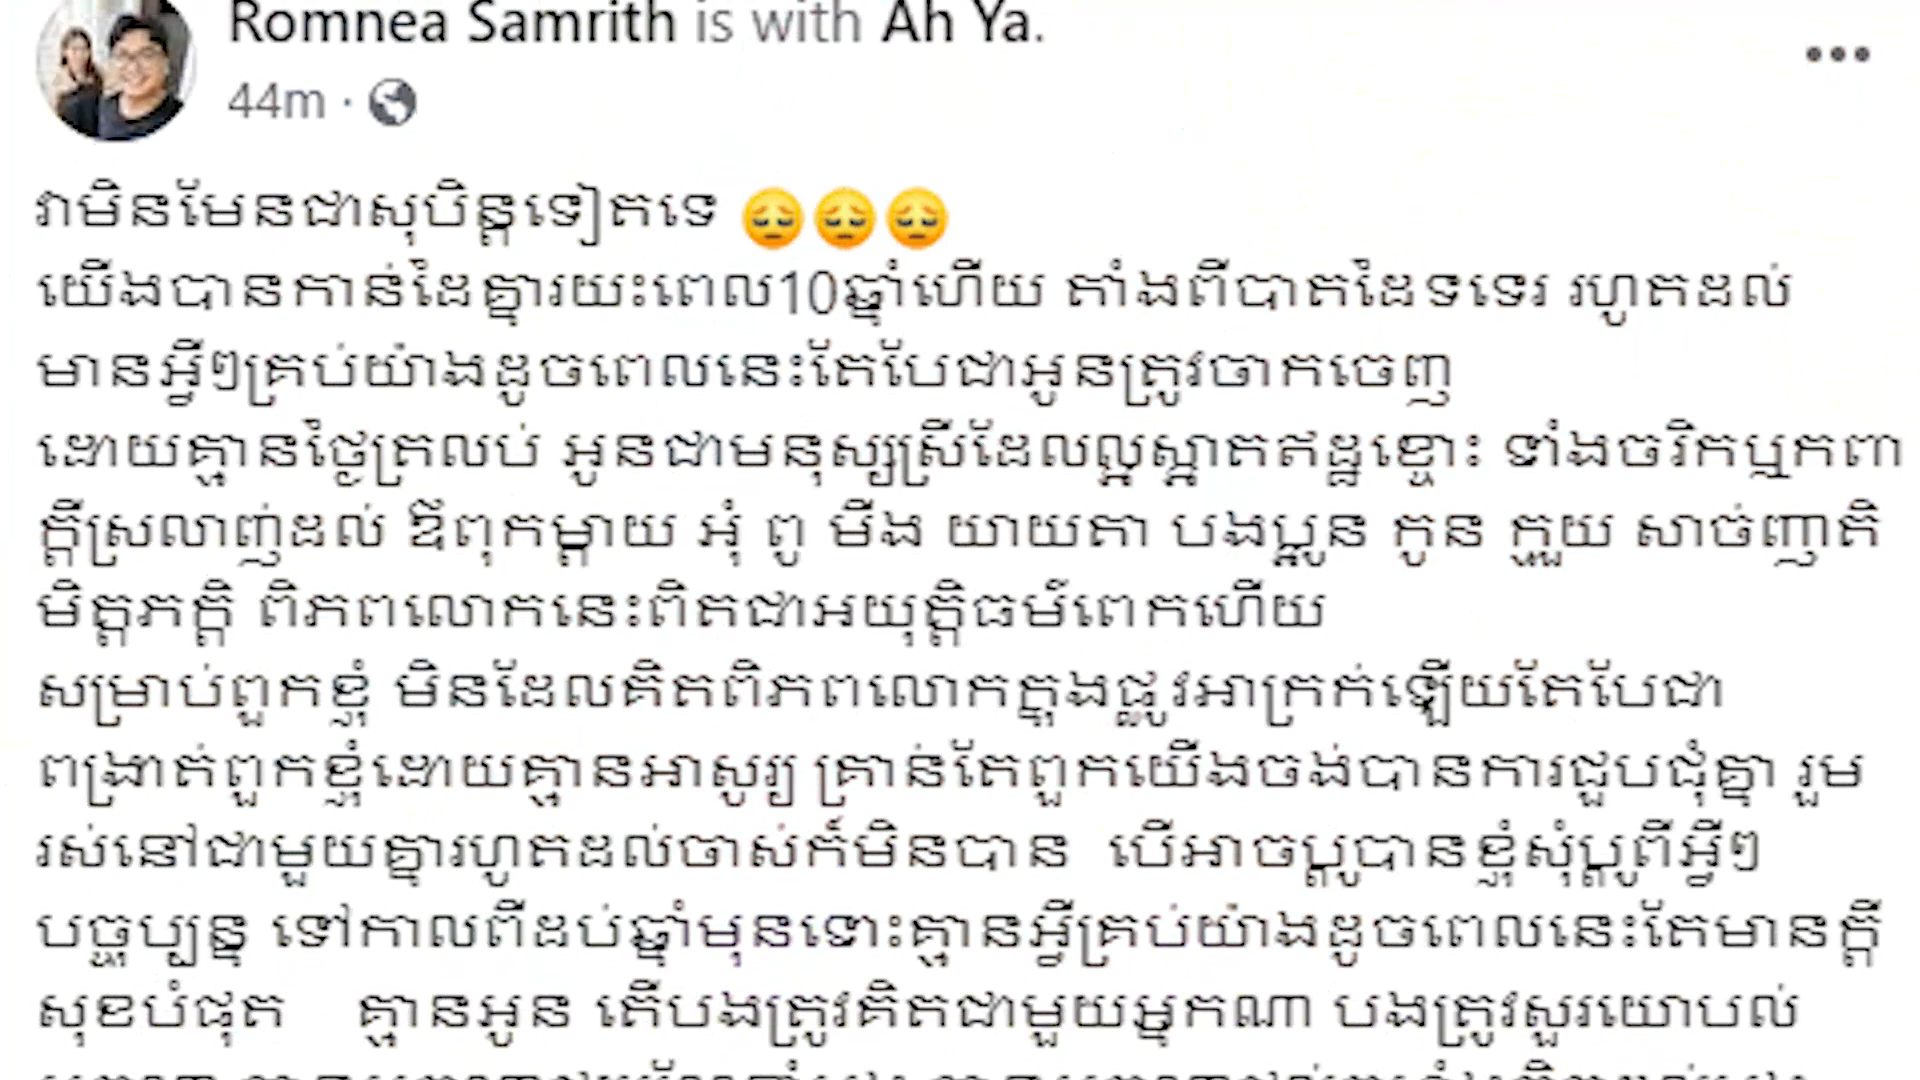 Romnea Samrith is with Ah Ya.
44m
វាមិនមែនជាសុបិន្តទៀតទេ 😔😔😔
យើងបានកាន់ដៃគ្នារយះពេល10ឆ្នាំហើយ តាំងពីបាតដៃទទេរ រហូតដល់
មានអ្វីៗគ្រប់យ៉ាងដូចពេលនេះតែបែជាអូនត្រូវចាកចេញ
ដោយគ្មានថ្ងៃត្រលប់ អូនជាមនុស្សស្រីដែលល្អស្អាតឥឌ្ឋខ្ចោះ ទាំងចរិកឬកពា
ក្តីស្រលាញ់ដល់ ឪពុកម្តាយ អុំ ពូ មីង យាយតា បងប្អូន កូន ក្មួយ សាច់ញាតិ
មិត្តភក្តិ ពិភពលោកនេះពិតជាអយុត្តិធម៌ពេកហើយ
សម្រាប់ពួកខ្ញុំ មិនដែលគិតពិភពលោកក្នុងផ្លូវអាក្រក់ឡើយតែបែជា
ពង្រាត់ពួកខ្ញុំដោយគ្មានអាសូរ្យ គ្រាន់តែពួកយើងចង់បានការជួបជុំគ្នា រួម
រស់នៅជាមួយគ្នារហូតដល់ចាស់ក៏មិនបាន បើអាចប្តូបានខ្ញុំសុំប្តូពីអ្វីៗ
បច្ចុប្បន្ន ទៅកាលពីដប់ឆ្នាំមុនទោះគ្មានអ្វីគ្រប់យ៉ាងដូចពេលនេះតែមានក្តី
សុខបំផុត គ្មានអូន តើបងត្រូវគិតជាមួយអ្នកណា បងត្រូវសួរយោបល់